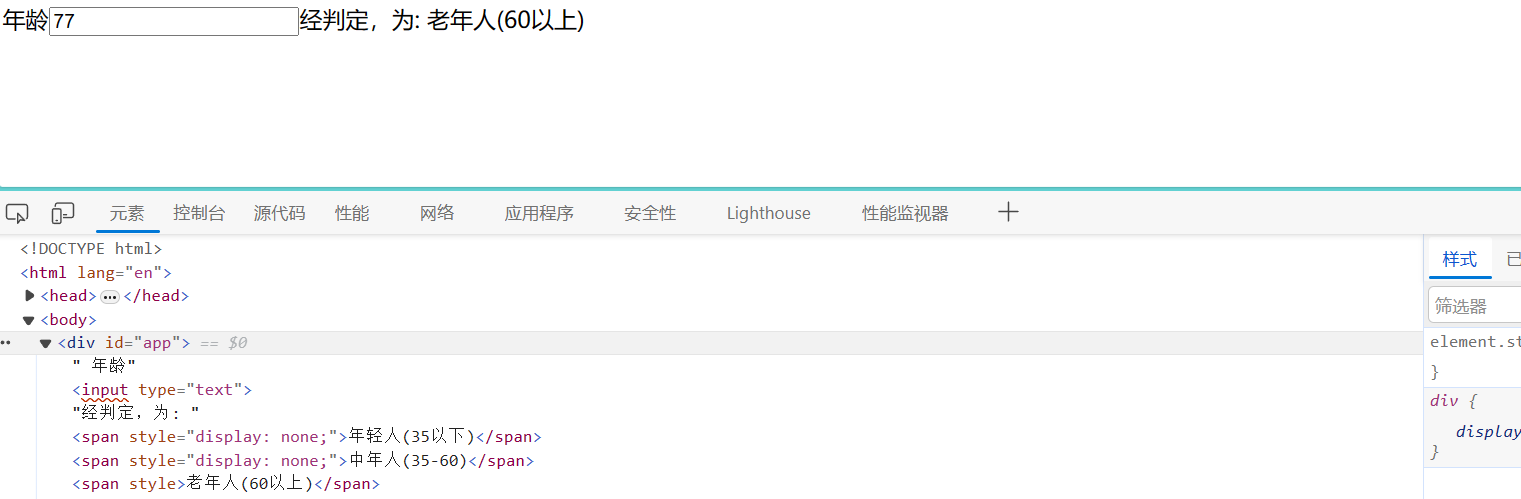 年龄77经判定，为: 老年人(60以上)
元素 控制台 源代码 性能 网络 应用程序 安全性 Lighthouse 性能监视器
<!DOCTYPE html>
<html lang="en">
<head>…</head>
<body>
<div id="app"> == $0
" 年龄"
<input type="text">
"经判定，为: "
<span style="display: none;">年轻人(35以下)</span>
<span style="display: none;">中年人(35-60)</span>
<span style>老年人(60以上)</span>
样式 已
筛选器
element.st
}
div {
display
}